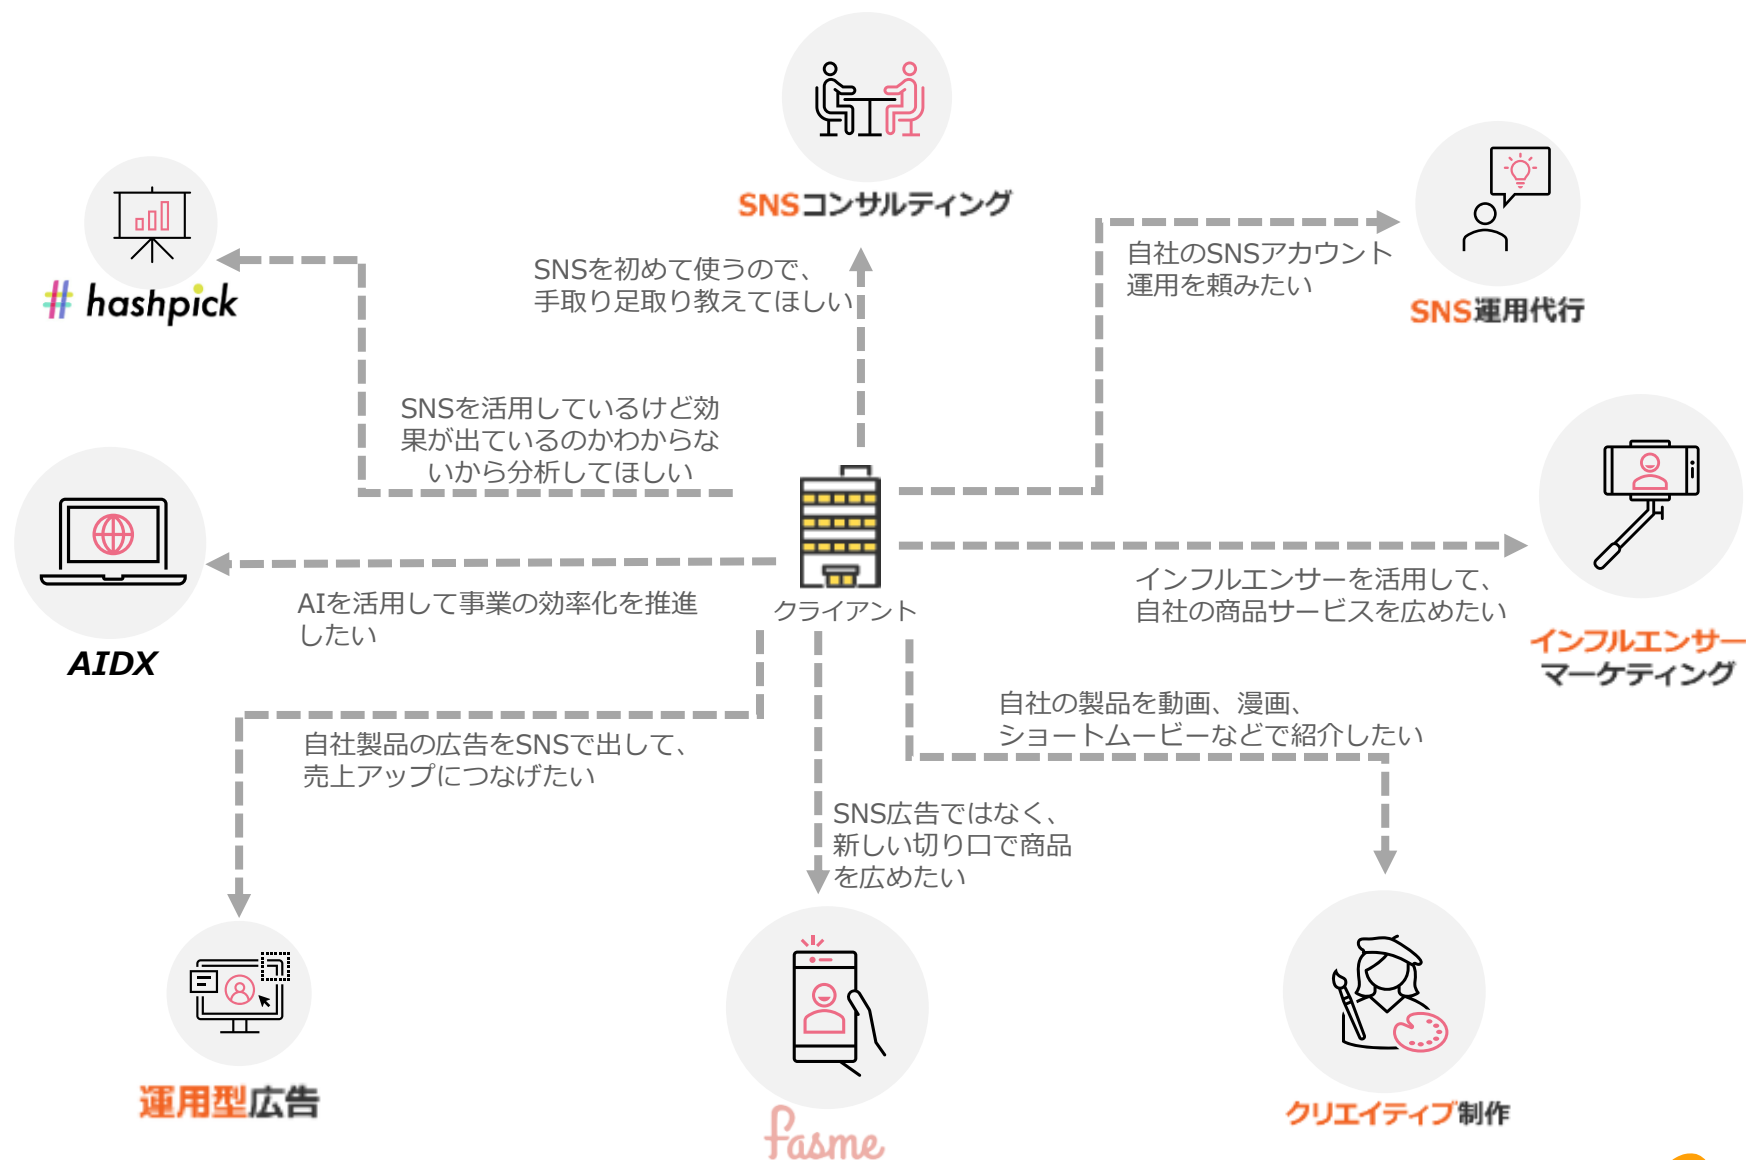 SNSコンサルティング
SNSを初めて使うので、
手取り足取り教えてほしい
自社のSNSアカウント
運用を頼みたい
SNS運用代行
# hashpick
SNSを活用しているけど効
果が出ているのかわからな
いから分析してほしい
クライアント
AIを活用して事業の効率化を推進
したい
AIDX
インフルエンサーを活用して、
自社の商品サービスを広めたい
インフルエンサー
マーケティング
自社製品の広告をSNSで出して、
売上アップにつなげたい
運用型広告
SNS広告ではなく、
新しい切り口で商品
を広めたい
fasme
自社の製品を動画、漫画、
ショートムービーなどで紹介したい
クリエイティブ制作